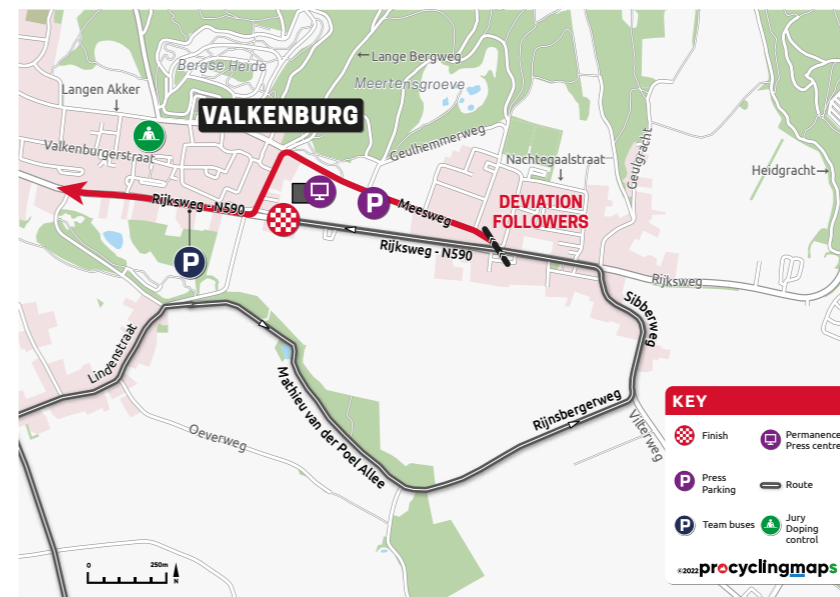 Bergse Heide
←Lange Bergweg
Meertensgroeve
Langen Akker
VALKENBURG
Valkenburgerstraat
Geulhemmerweg
Nachtegaalstraat
Geulgracht
Heidgracht→
DEVIATION
FOLLOWERS
Rijksweg - N590
P
Meesweg
Rijksweg - N590
P
Rijksweg
Sibberweg
Lindenstraat
Mathieu van der Poel Allee
Rijnsbergerweg
Oeverweg
Vilterweg
KEY
Finish
Permanence
Press centre
P
Press
Parking
Route
P
Team buses
Jury
Doping
control
0 250m
N
©2022 procyclingmaps